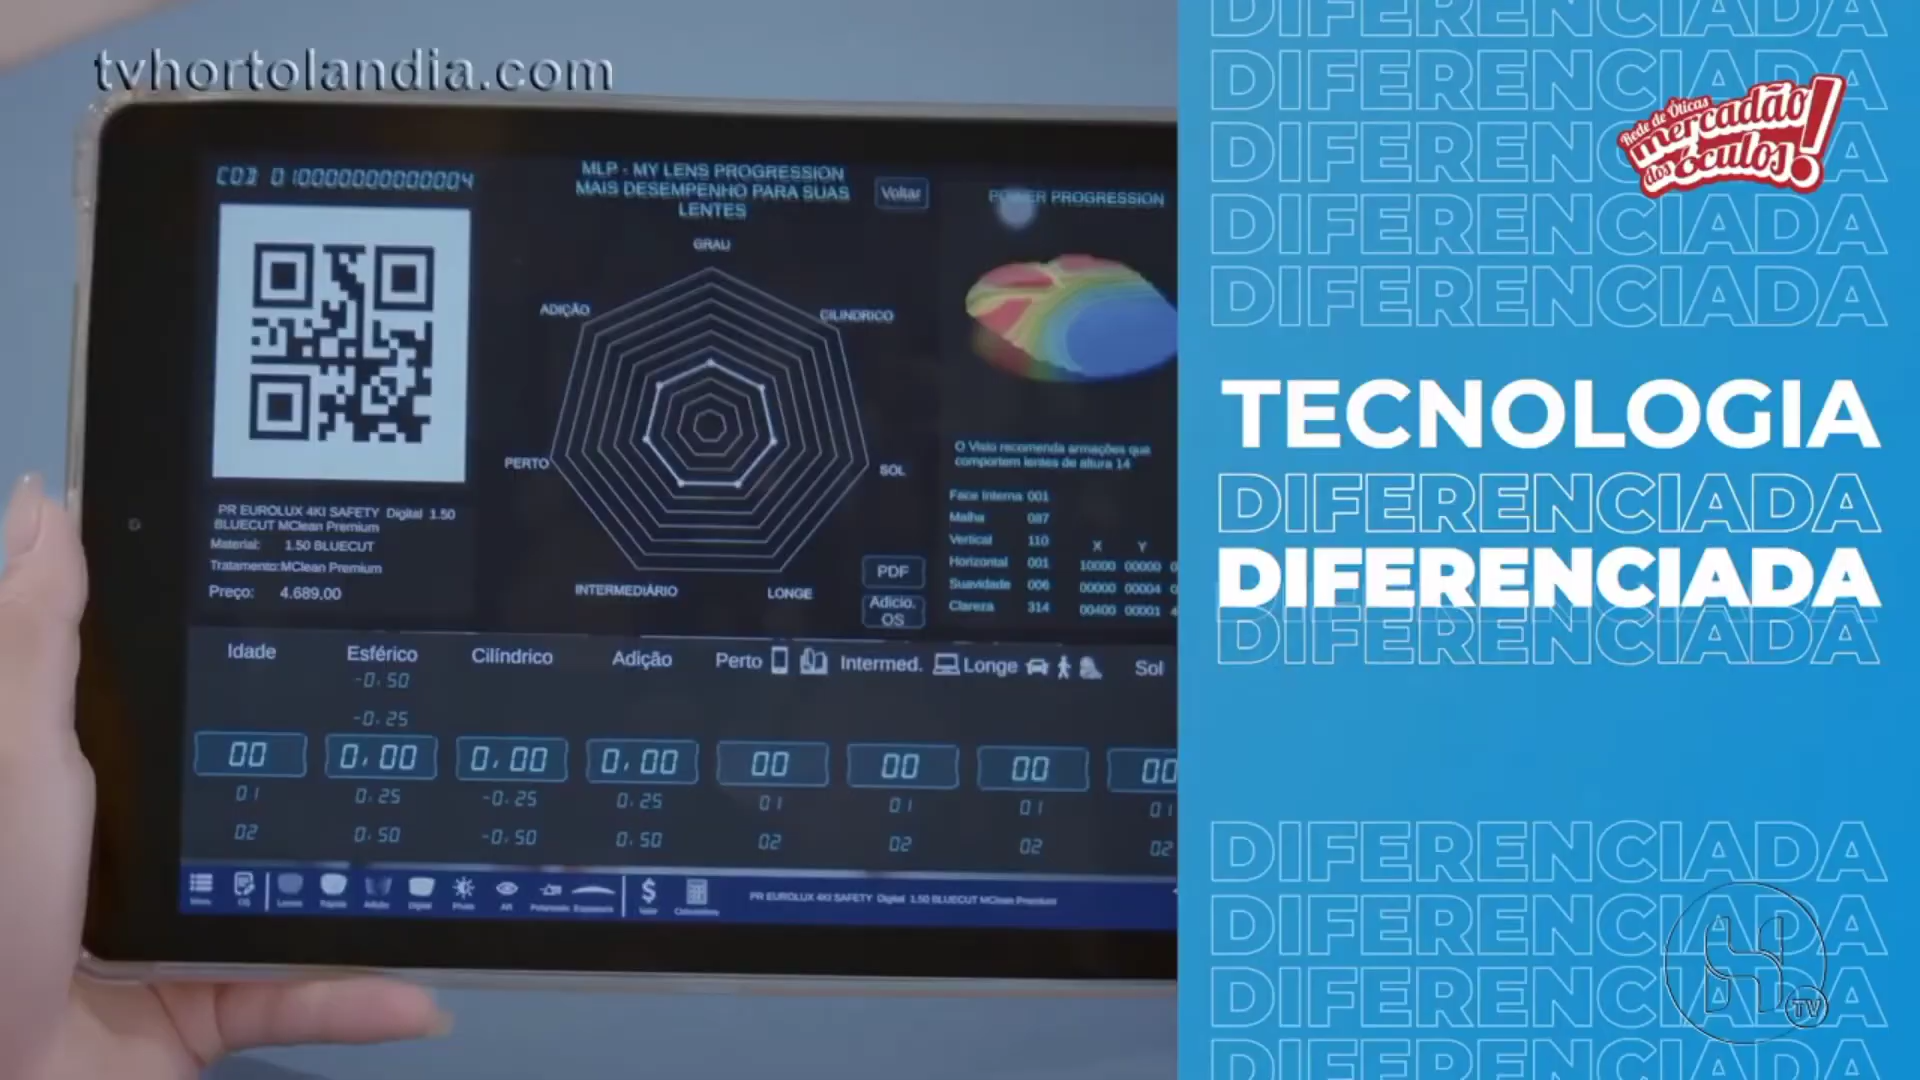 tvhortolandia.com
COD 0100000000000004
MLP - MY LENS PROGRESSION
MAIS DESEMPENHO PARA SUAS
LENTES
Voltar
POWER PROGRESSION
GRAU
ADIÇÃO
CILINDRICO
PERTO
SOL
INTERMEDIÁRIO
LONGE
PR EUROLUX 4KI SAFETY Digital 1.50
BLUECUT MClean Premium
Material: 1.50 BLUECUT
Tratamento:MClean Premium
Preço: 4.689,00
PDF
Adicio.
OS
O Visio recomenda armações que
comportem lentes de altura 14
Face Interna 001
Malha 087
Vertical 110
X Y
Horizontal 001 10000 00000 0
Suavidade 006 00000 00004
Clareza 314 00400 00001
Idade Esférico Cilíndrico Adição Perto Intermed. Longe Sol
-0.50
-0.25
00 0.00 0.00 0.00 00 00 00 00
01 0.25 -0.25 0.25 01 01 01 01
02 0.50 -0.50 0.50 02 02 02 02
Menu OS AR
PR EUROLUX 4KI SAFETY Digital 1.50 BLUECUT MClean Premium
DIFERENCIADA
DIFERENCIADA
DIFERENCIADA
DIFERENCIADA
DIFERENCIADA
Rede de Óticas
mercadão
dos óculos!
TECNOLOGIA
DIFERENCIADA
DIFERENCIADA
DIFERENCIADA
DIFERENCIADA
DIFERENCIADA
DIFERENCIADA
DIFERENCIADA
H TV